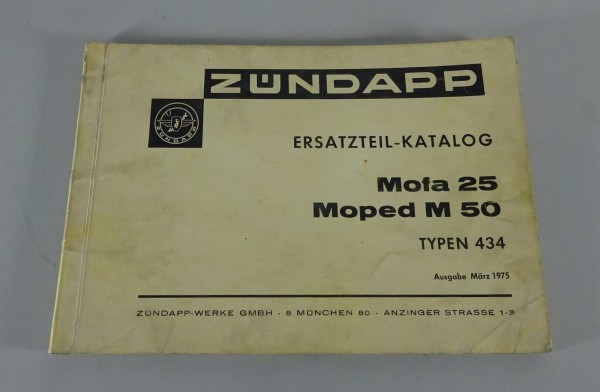 ZÜNDAPP
ZÜNDAPP
ERSATZTEIL-KATALOG
Mofa 25
Moped M 50
TYPEN 434
Ausgabe März 1975
ZÜNDAPP-WERKE GMBH · 8 MÜNCHEN 80 · ANZINGER STRASSE 1-3